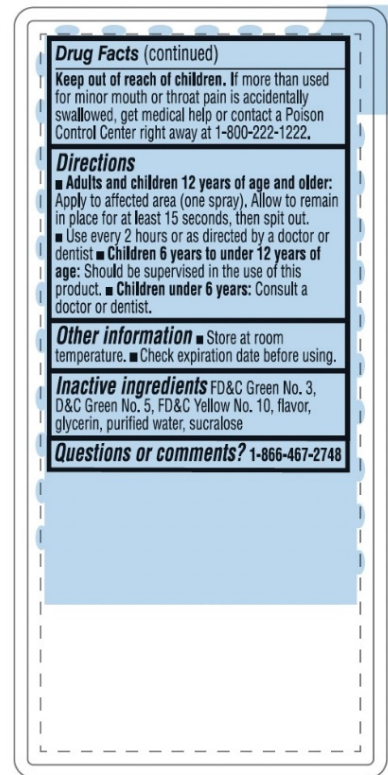 Drug Facts (continued)
Keep out of reach of children. If more than used
for minor mouth or throat pain is accidentally
swallowed, get medical help or contact a Poison
Control Center right away at 1-800-222-1222.
Directions
■ Adults and children 12 years of age and older:
Apply to affected area (one spray). Allow to remain
in place for at least 15 seconds, then spit out.
■ Use every 2 hours or as directed by a doctor or
dentist ■ Children 6 years to under 12 years of
age: Should be supervised in the use of this
product. ■ Children under 6 years: Consult a
doctor or dentist.
Other information ■ Store at room
temperature. ■ Check expiration date before using.
Inactive ingredients FD&C Green No. 3,
D&C Green No. 5, FD&C Yellow No. 10, flavor,
glycerin, purified water, sucralose
Questions or comments? 1-866-467-2748